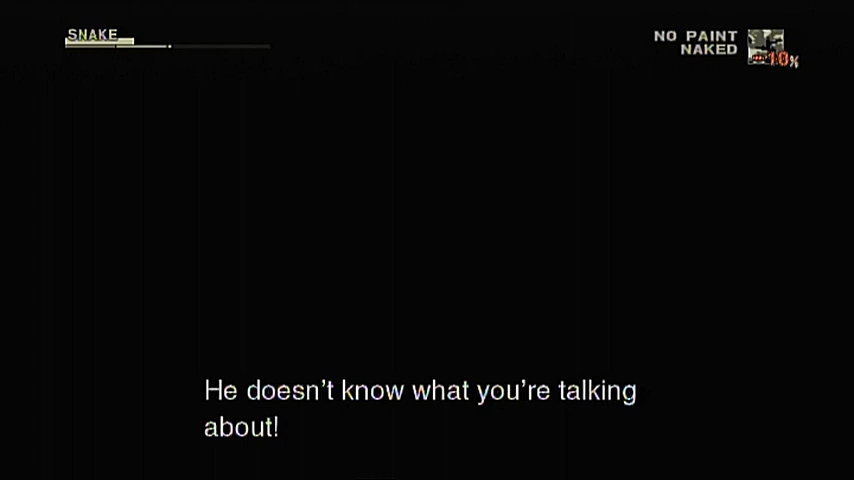 SNAKE
NO PAINT
NAKED
-10%
He doesn't know what you're talking
about!